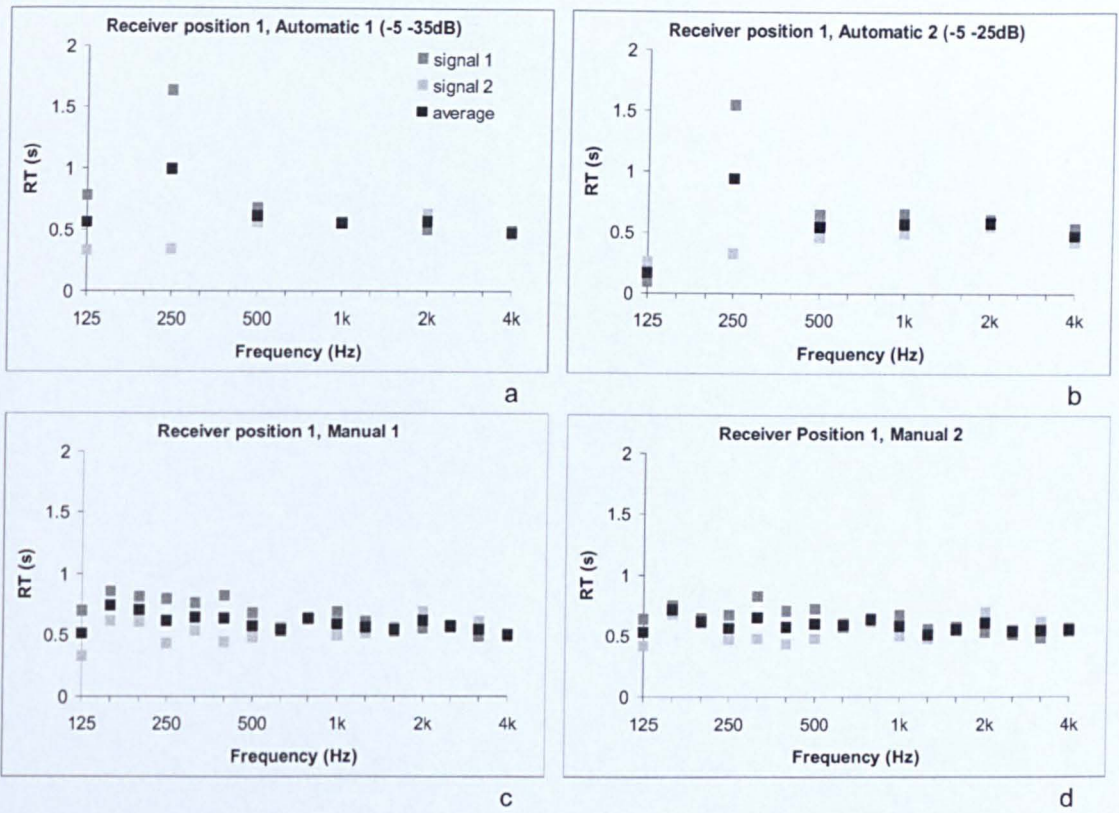 Receiver position 1, Automatic 1 (-5 -35dB)
2
1.5
1
0.5
0
RT (s)
signal 1
signal 2
average
125 250 500 1k 2k 4k
Frequency (Hz)
a
Receiver position 1, Automatic 2 (-5 -25dB)
2
1.5
1
0.5
0
RT (s)
125 250 500 1k 2k 4k
Frequency (Hz)
b
Receiver position 1, Manual 1
2
1.5
1
0.5
0
RT (s)
125 250 500 1k 2k 4k
Frequency (Hz)
c
Receiver Position 1, Manual 2
2
1.5
1
0.5
0
RT (s)
125 250 500 1k 2k 4k
Frequency (Hz)
d